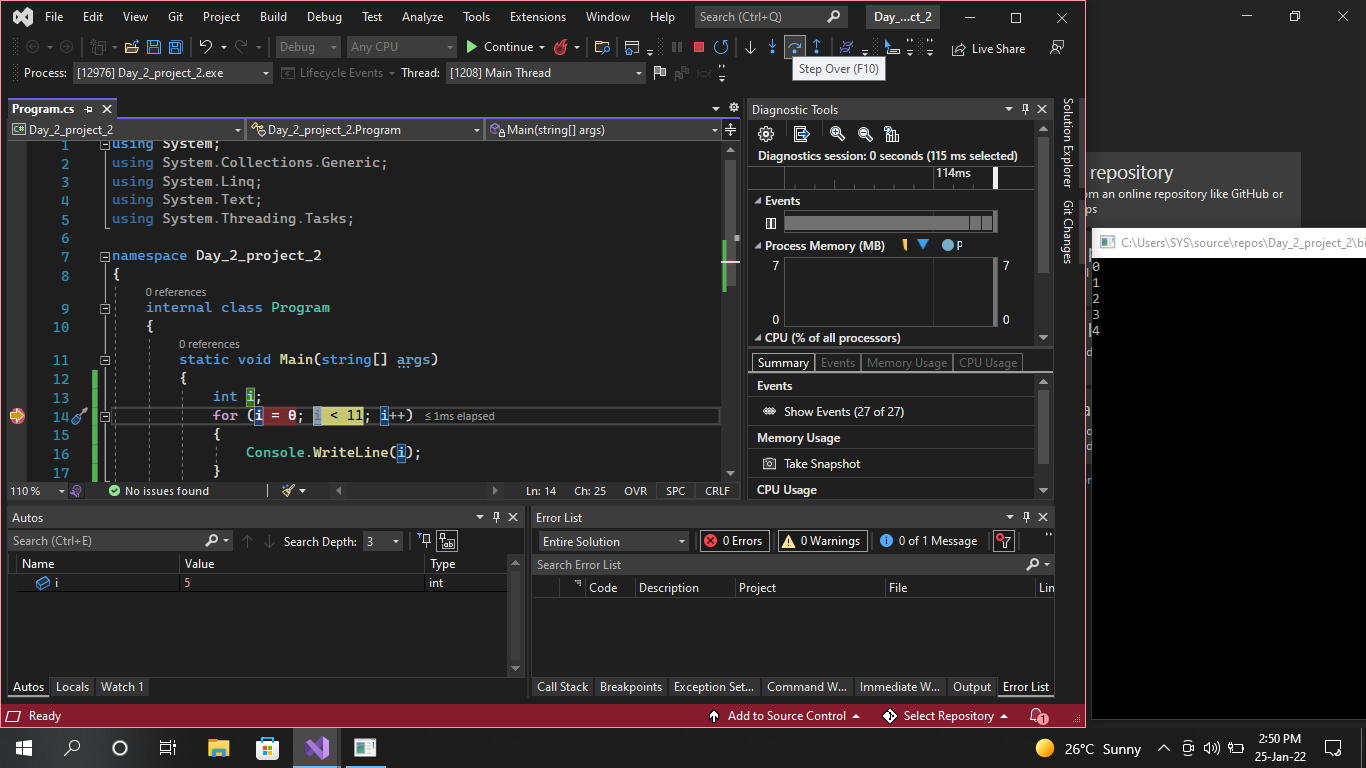 File Edit View Git Project Build Debug Test Analyze Tools Extensions Window Help Search (Ctrl+Q) Day_...ct_2
Debug Any CPU Continue Live Share
Step Over (F10)
Process: [12976] Day_2_project_2.exe Lifecycle Events Thread: [1208] Main Thread
Program.cs
Day_2_project_2 Day_2_project_2.Program Main(string[] args)
1 using System;
2 using System.Collections.Generic;
3 using System.Linq;
4 using System.Text;
5 using System.Threading.Tasks;
6
7 namespace Day_2_project_2
8 {
0 references
9 internal class Program
10 {
0 references
11 static void Main(string[] args)
12 {
13 int i;
14 for (i = 0; i < 11; i++) ≤ 1ms elapsed
15 {
16 Console.WriteLine(i);
17 }
110 % No issues found Ln: 14 Ch: 25 OVR SPC CRLF
Diagnostic Tools
Diagnostics session: 0 seconds (115 ms selected)
114ms
Events
Process Memory (MB) P
7 7
0 0
CPU (% of all processors)
Summary Events Memory Usage CPU Usage
Events
Show Events (27 of 27)
Memory Usage
Take Snapshot
CPU Usage
Solution Explorer
Git Changes
repository
om an online repository like GitHub or
ps
C:\Users\SYS\source\repos\Day_2_project_2\bi
0
1
2
3
4
Autos
Search (Ctrl+E) Search Depth: 3
Name Value Type
i 5 int
Autos Locals Watch 1
Error List
Entire Solution 0 Errors 0 Warnings 0 of 1 Message
Search Error List
Code Description Project File Lin
Call Stack Breakpoints Exception Set... Command W... Immediate W... Output Error List
Ready Add to Source Control Select Repository 1
26°C Sunny 2:50 PM
25-Jan-22